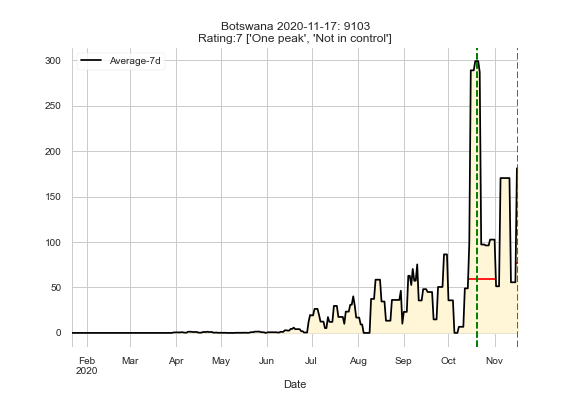 Botswana 2020-11-17: 9103
Rating:7 ['One peak', 'Not in control']
Average-7d
300
250
200
150
100
50
0
Feb Mar Apr May Jun Jul Aug Sep Oct Nov
2020
Date